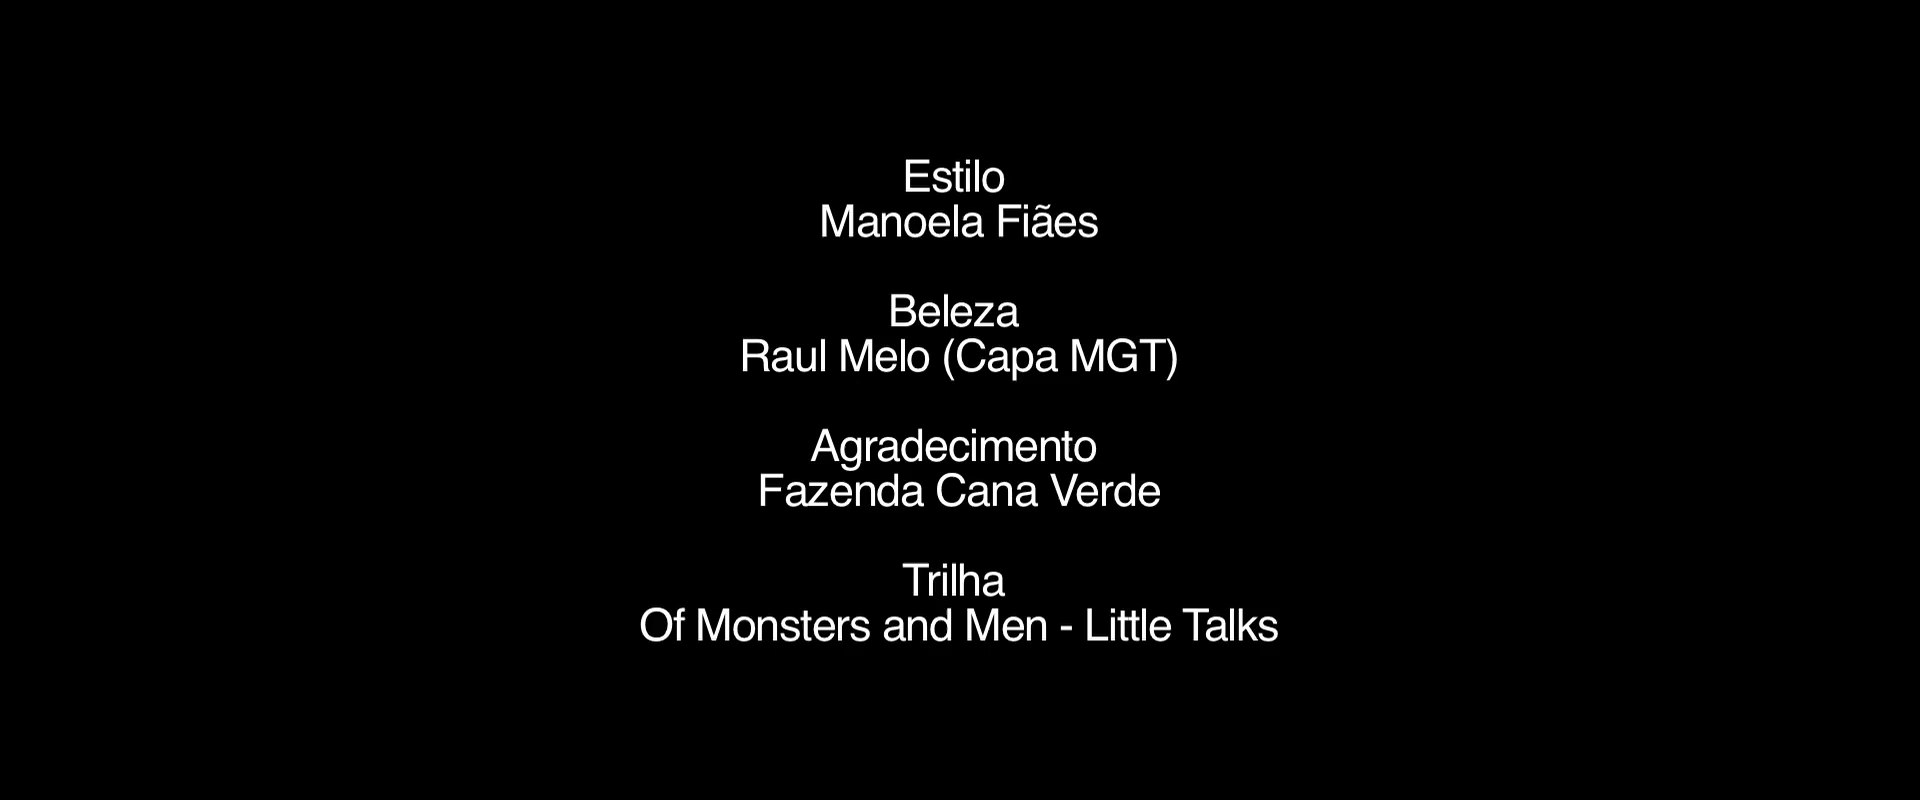 Estilo
Manoela Fiães
Beleza
Raul Melo (Capa MGT)
Agradecimento
Fazenda Cana Verde
Trilha
Of Monsters and Men - Little Talks